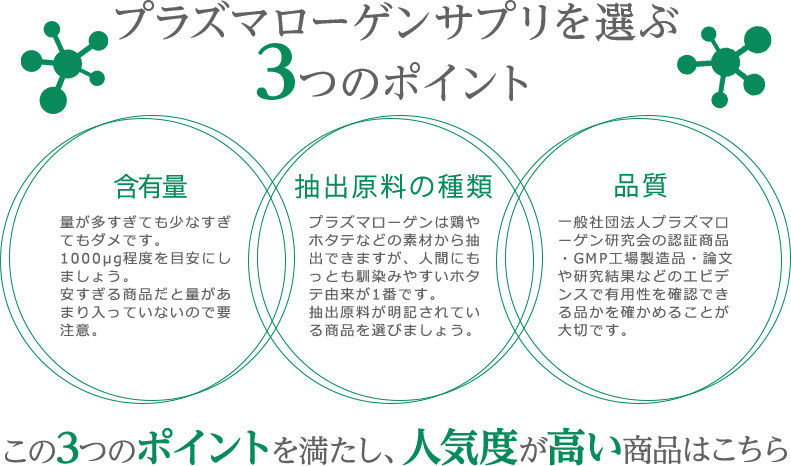 プラズマローゲンサプリを選ぶ
3つのポイント
含有量
量が多すぎても少なすぎ
てもダメです。
1000μg程度を目安にし
ましょう。
安すぎる商品だと量があ
まり入っていないので要
注意。
抽出原料の種類
プラズマローゲンは鶏や
ホタテなどの素材から抽
出できますが、人間にも
っとも馴染みやすいホタ
テ由来が1番です。
抽出原料が明記されてい
る商品を選びましょう。
品質
一般社団法人プラズマロ
ーゲン研究会の認証商品
・GMP工場製造品・論文
や研究結果などのエビデ
ンスで有用性を確認でき
る品かを確かめることが
大切です。
この3つのポイントを満たし、人気度が高い商品はこちら